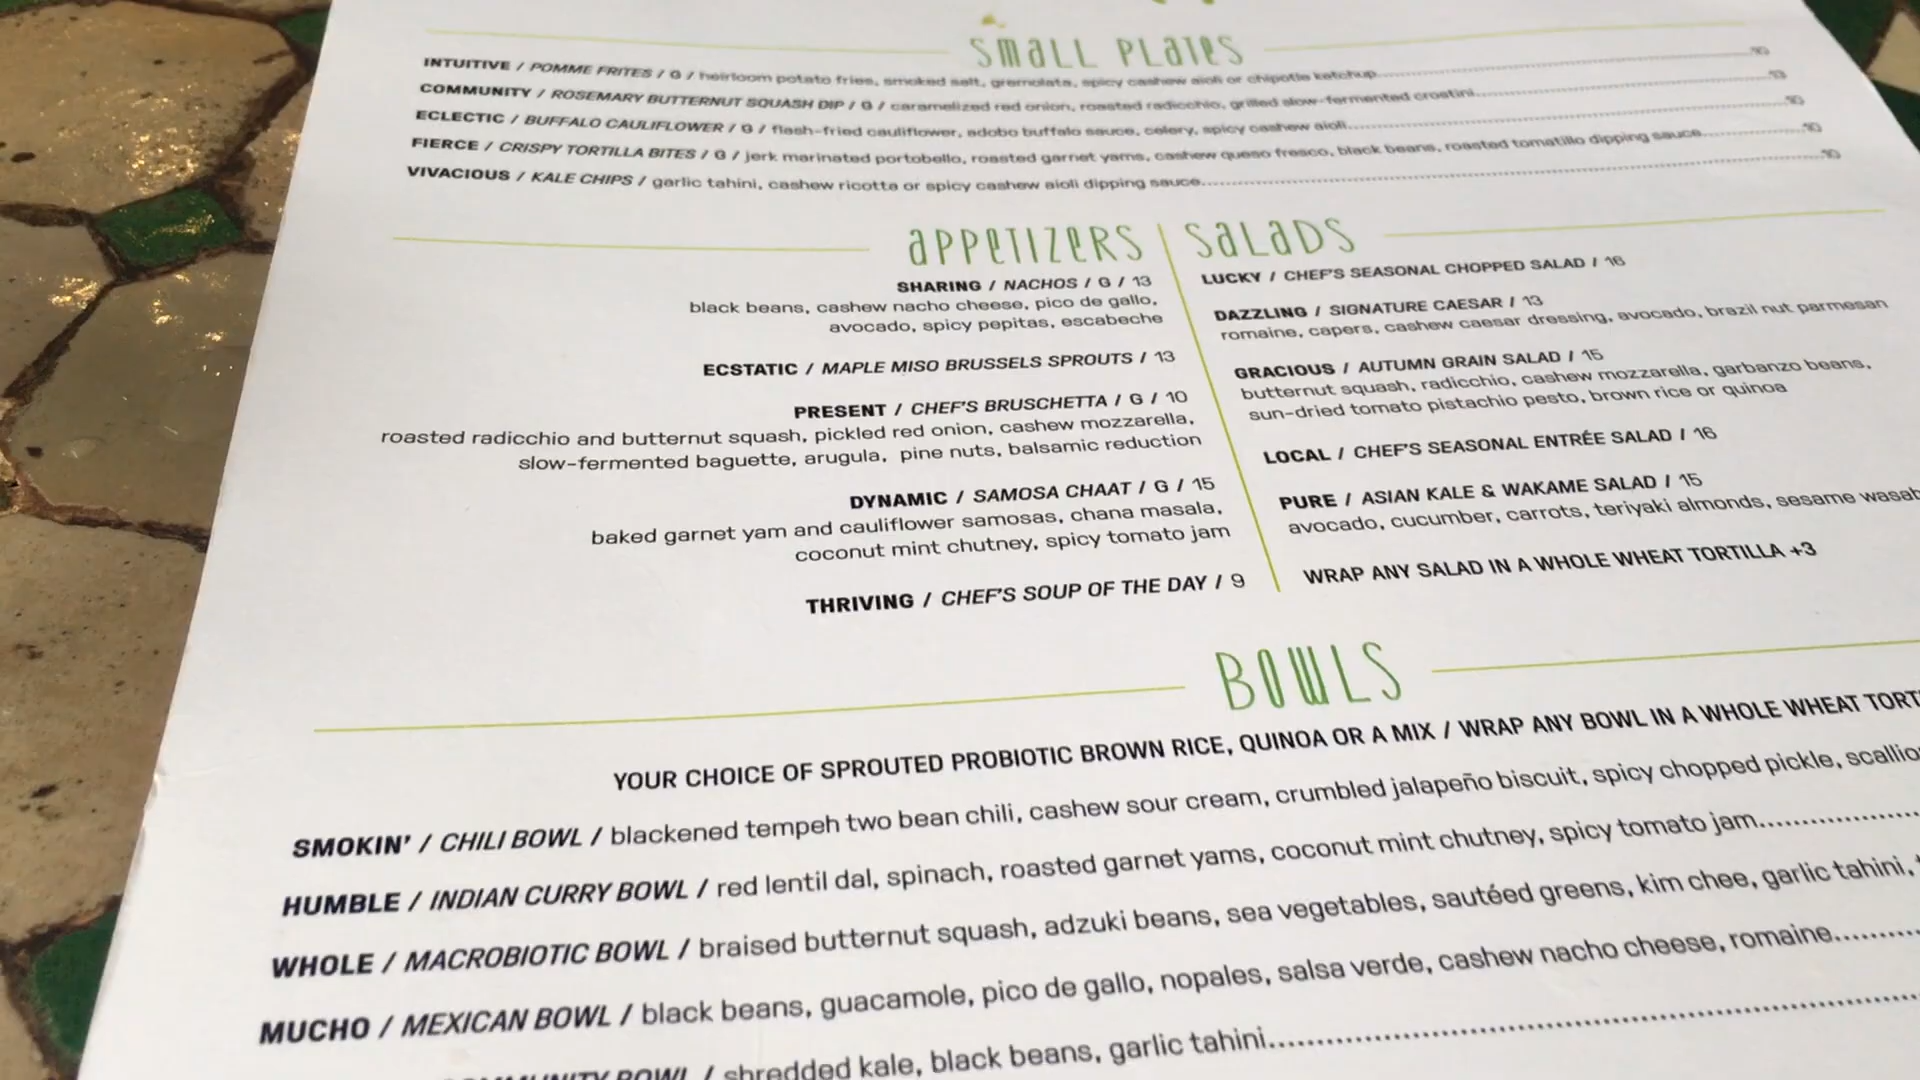 small plates
INTUITIVE / POMME FRITES / G / heirloom potato fries, smoked salt, gremolata, spicy cashew aioli or chipotle ketchup 10
COMMUNITY / ROSEMARY BUTTERNUT SQUASH DIP / G / caramelized red onion, roasted radicchio, grilled slow-fermented crostini 13
ECLECTIC / BUFFALO CAULIFLOWER / G / flash-fried cauliflower, adobo buffalo sauce, celery, spicy cashew aioli 10
FIERCE / CRISPY TORTILLA BITES / G / jerk marinated portobello, roasted garnet yams, cashew queso fresco, black beans, roasted tomatillo dipping sauce 10
VIVACIOUS / KALE CHIPS / garlic tahini, cashew ricotta or spicy cashew aioli dipping sauce 10
appetizers
SHARING / NACHOS / G / 13
black beans, cashew nacho cheese, pico de gallo,
avocado, spicy pepitas, escabeche
ECSTATIC / MAPLE MISO BRUSSELS SPROUTS / 13
PRESENT / CHEF'S BRUSCHETTA / G / 10
roasted radicchio and butternut squash, pickled red onion, cashew mozzarella,
slow-fermented baguette, arugula, pine nuts, balsamic reduction
DYNAMIC / SAMOSA CHAAT / G / 15
baked garnet yam and cauliflower samosas, chana masala,
coconut mint chutney, spicy tomato jam
THRIVING / CHEF'S SOUP OF THE DAY / 9
salads
LUCKY / CHEF'S SEASONAL CHOPPED SALAD / 16
DAZZLING / SIGNATURE CAESAR / 13
romaine, capers, cashew caesar dressing, avocado, brazil nut parmesan
GRACIOUS / AUTUMN GRAIN SALAD / 15
butternut squash, radicchio, cashew mozzarella, garbanzo beans,
sun-dried tomato pistachio pesto, brown rice or quinoa
LOCAL / CHEF'S SEASONAL ENTRÉE SALAD / 16
PURE / ASIAN KALE & WAKAME SALAD / 15
avocado, cucumber, carrots, teriyaki almonds, sesame wasab
WRAP ANY SALAD IN A WHOLE WHEAT TORTILLA +3
BOWLS
YOUR CHOICE OF SPROUTED PROBIOTIC BROWN RICE, QUINOA OR A MIX / WRAP ANY BOWL IN A WHOLE WHEAT TORT
SMOKIN' / CHILI BOWL / blackened tempeh two bean chili, cashew sour cream, crumbled jalapeño biscuit, spicy chopped pickle, scallio
HUMBLE / INDIAN CURRY BOWL / red lentil dal, spinach, roasted garnet yams, coconut mint chutney, spicy tomato jam
WHOLE / MACROBIOTIC BOWL / braised butternut squash, adzuki beans, sea vegetables, sautéed greens, kim chee, garlic tahini,
MUCHO / MEXICAN BOWL / black beans, guacamole, pico de gallo, nopales, salsa verde, cashew nacho cheese, romaine
COMMUNITY BOWL / shredded kale, black beans, garlic tahini